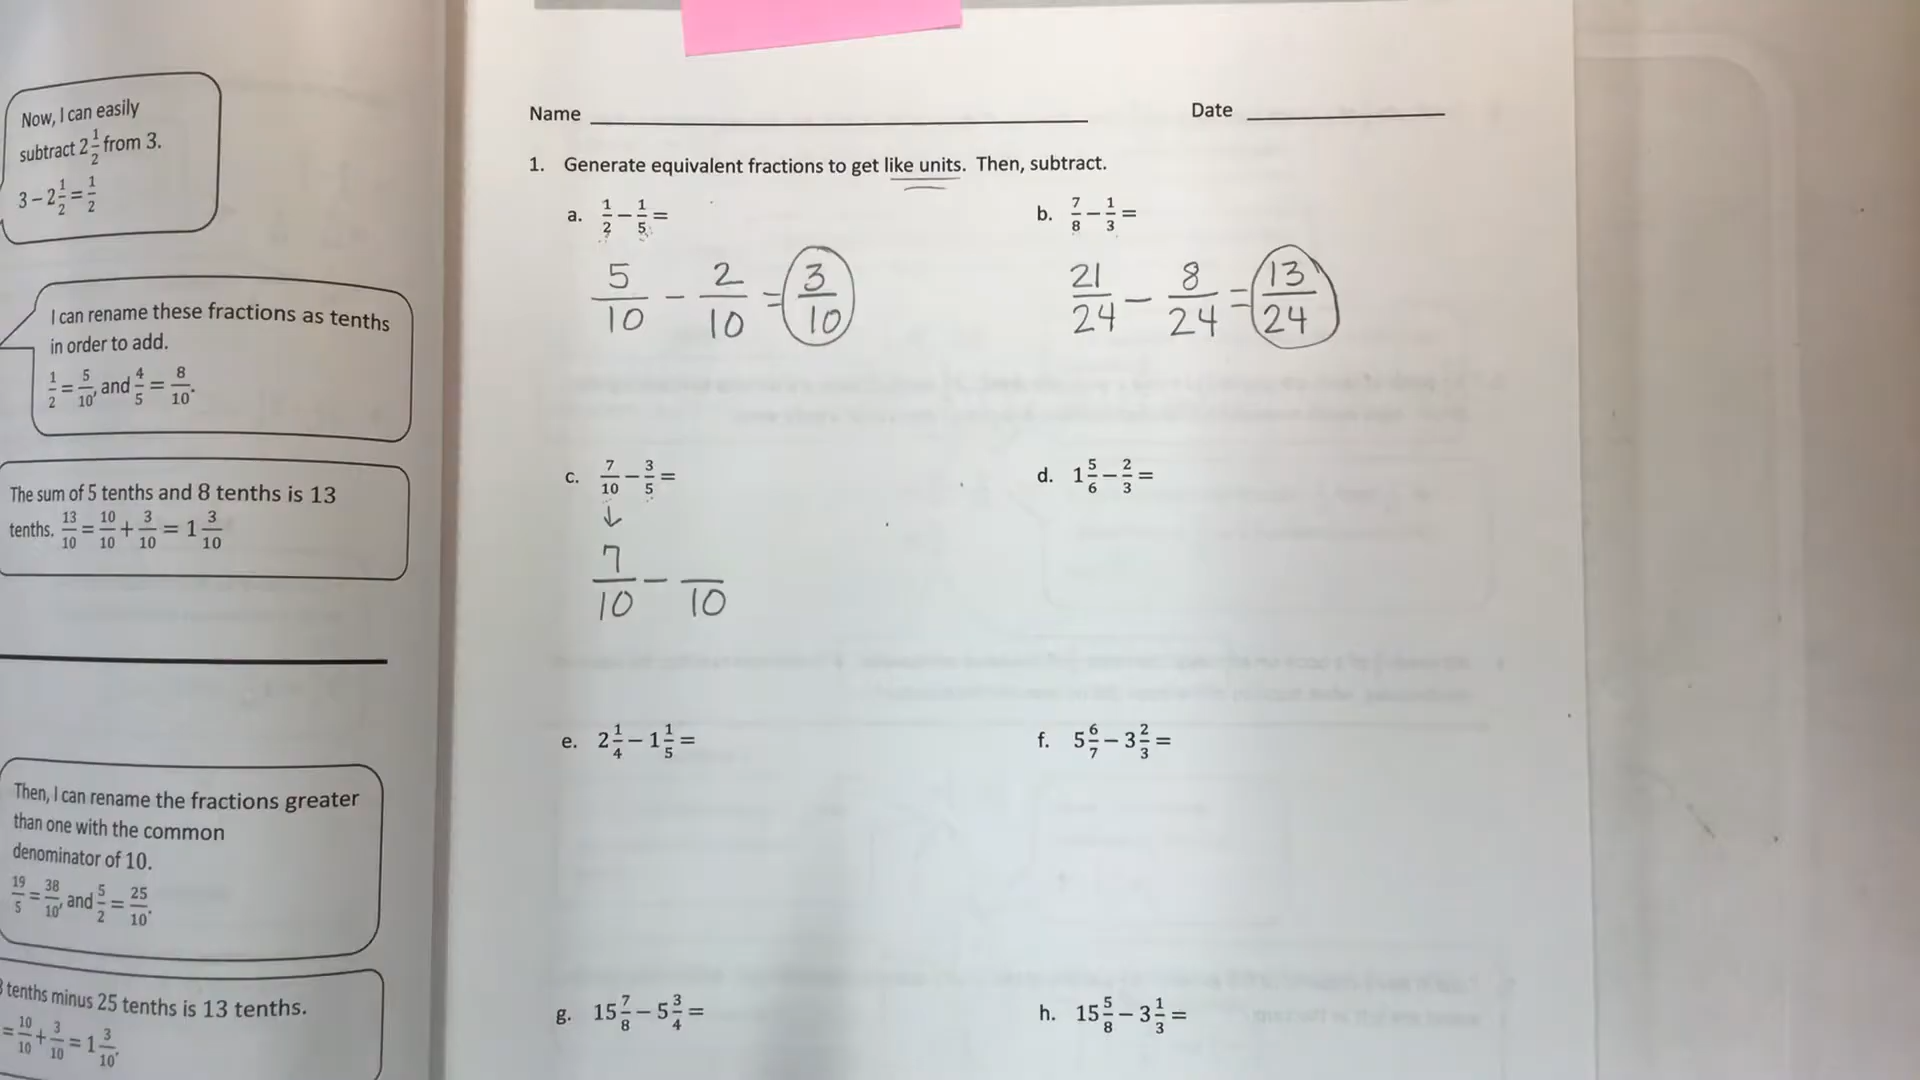 Now, I can easily
subtract 2 1/2 from 3.
3 − 2 1/2 = 1/2
I can rename these fractions as tenths
in order to add.
1/2 = 5/10, and 4/5 = 8/10.
The sum of 5 tenths and 8 tenths is 13
tenths. 13/10 = 10/10 + 3/10 = 1 3/10
Then, I can rename the fractions greater
than one with the common
denominator of 10.
19/5 = 38/10, and 5/2 = 25/10.
tenths minus 25 tenths is 13 tenths.
= 10/10 + 3/10 = 1 3/10.
Name Date
1. Generate equivalent fractions to get like units. Then, subtract.
a. 1/2 − 1/5 =
5/10 − 2/10 = 3/10
b. 7/8 − 1/3 =
21/24 − 8/24 = 13/24
c. 7/10 − 3/5 =
↓
7/10 − /10
d. 1 5/6 − 2/3 =
e. 2 1/4 − 1 1/5 =
f. 5 6/7 − 3 2/3 =
g. 15 7/8 − 5 3/4 =
h. 15 5/8 − 3 1/3 =